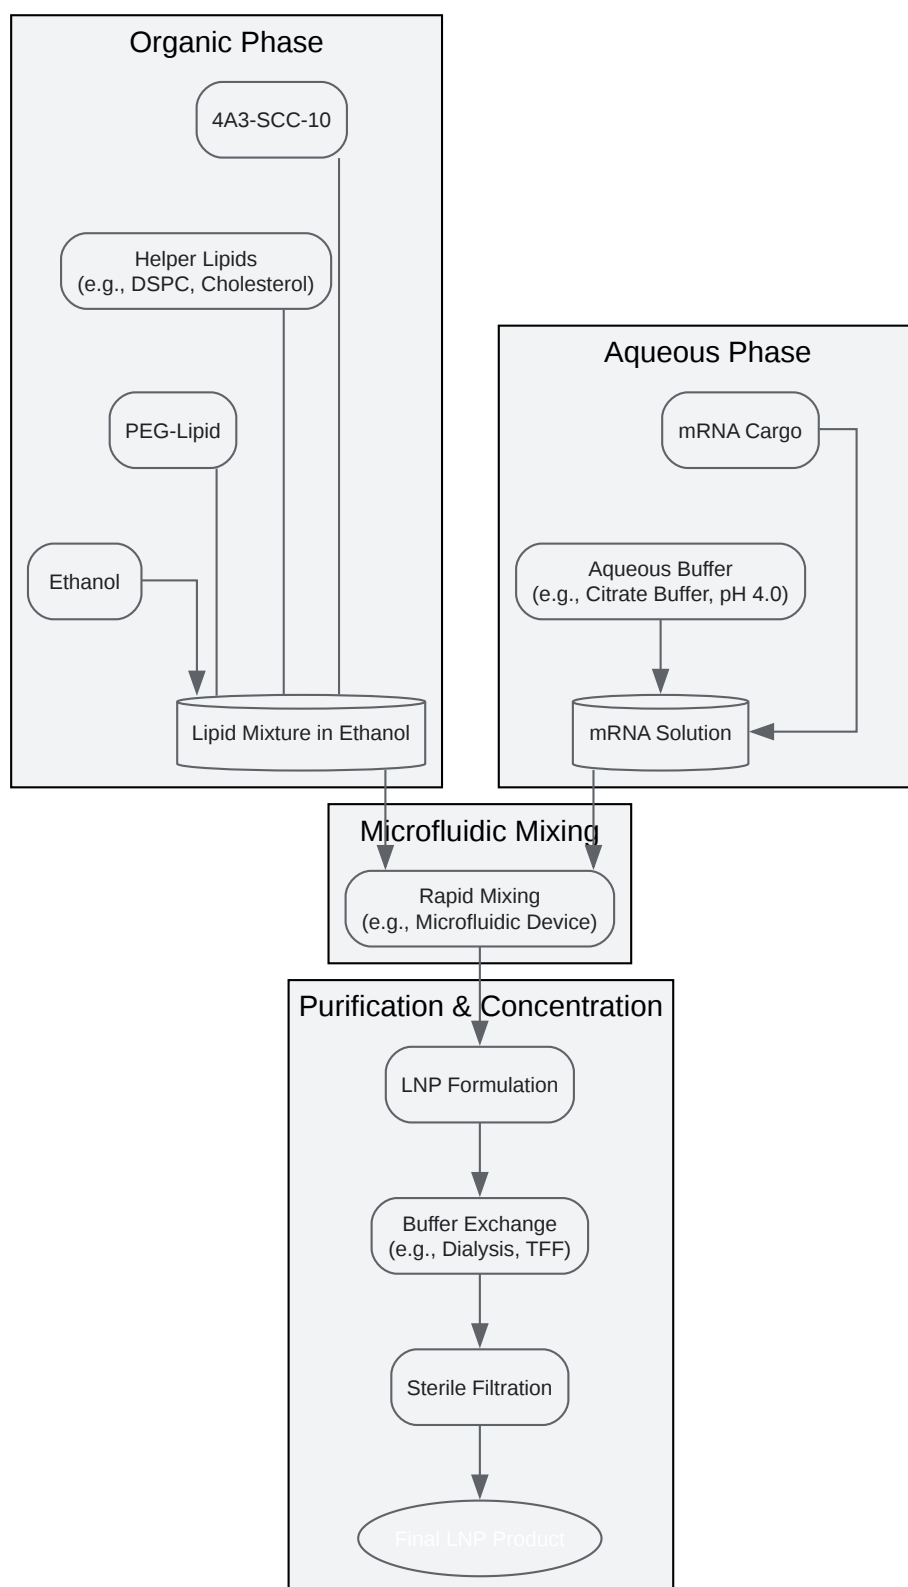 Organic Phase
4A3-SCC-10
Helper Lipids
(e.g., DSPC, Cholesterol)
PEG-Lipid
Ethanol
Lipid Mixture in Ethanol
Aqueous Phase
mRNA Cargo
Aqueous Buffer
(e.g., Citrate Buffer, pH 4.0)
mRNA Solution
Microfluidic Mixing
Rapid Mixing
(e.g., Microfluidic Device)
Purification & Concentration
LNP Formulation
Buffer Exchange
(e.g., Dialysis, TFF)
Sterile Filtration
Final LNP Product